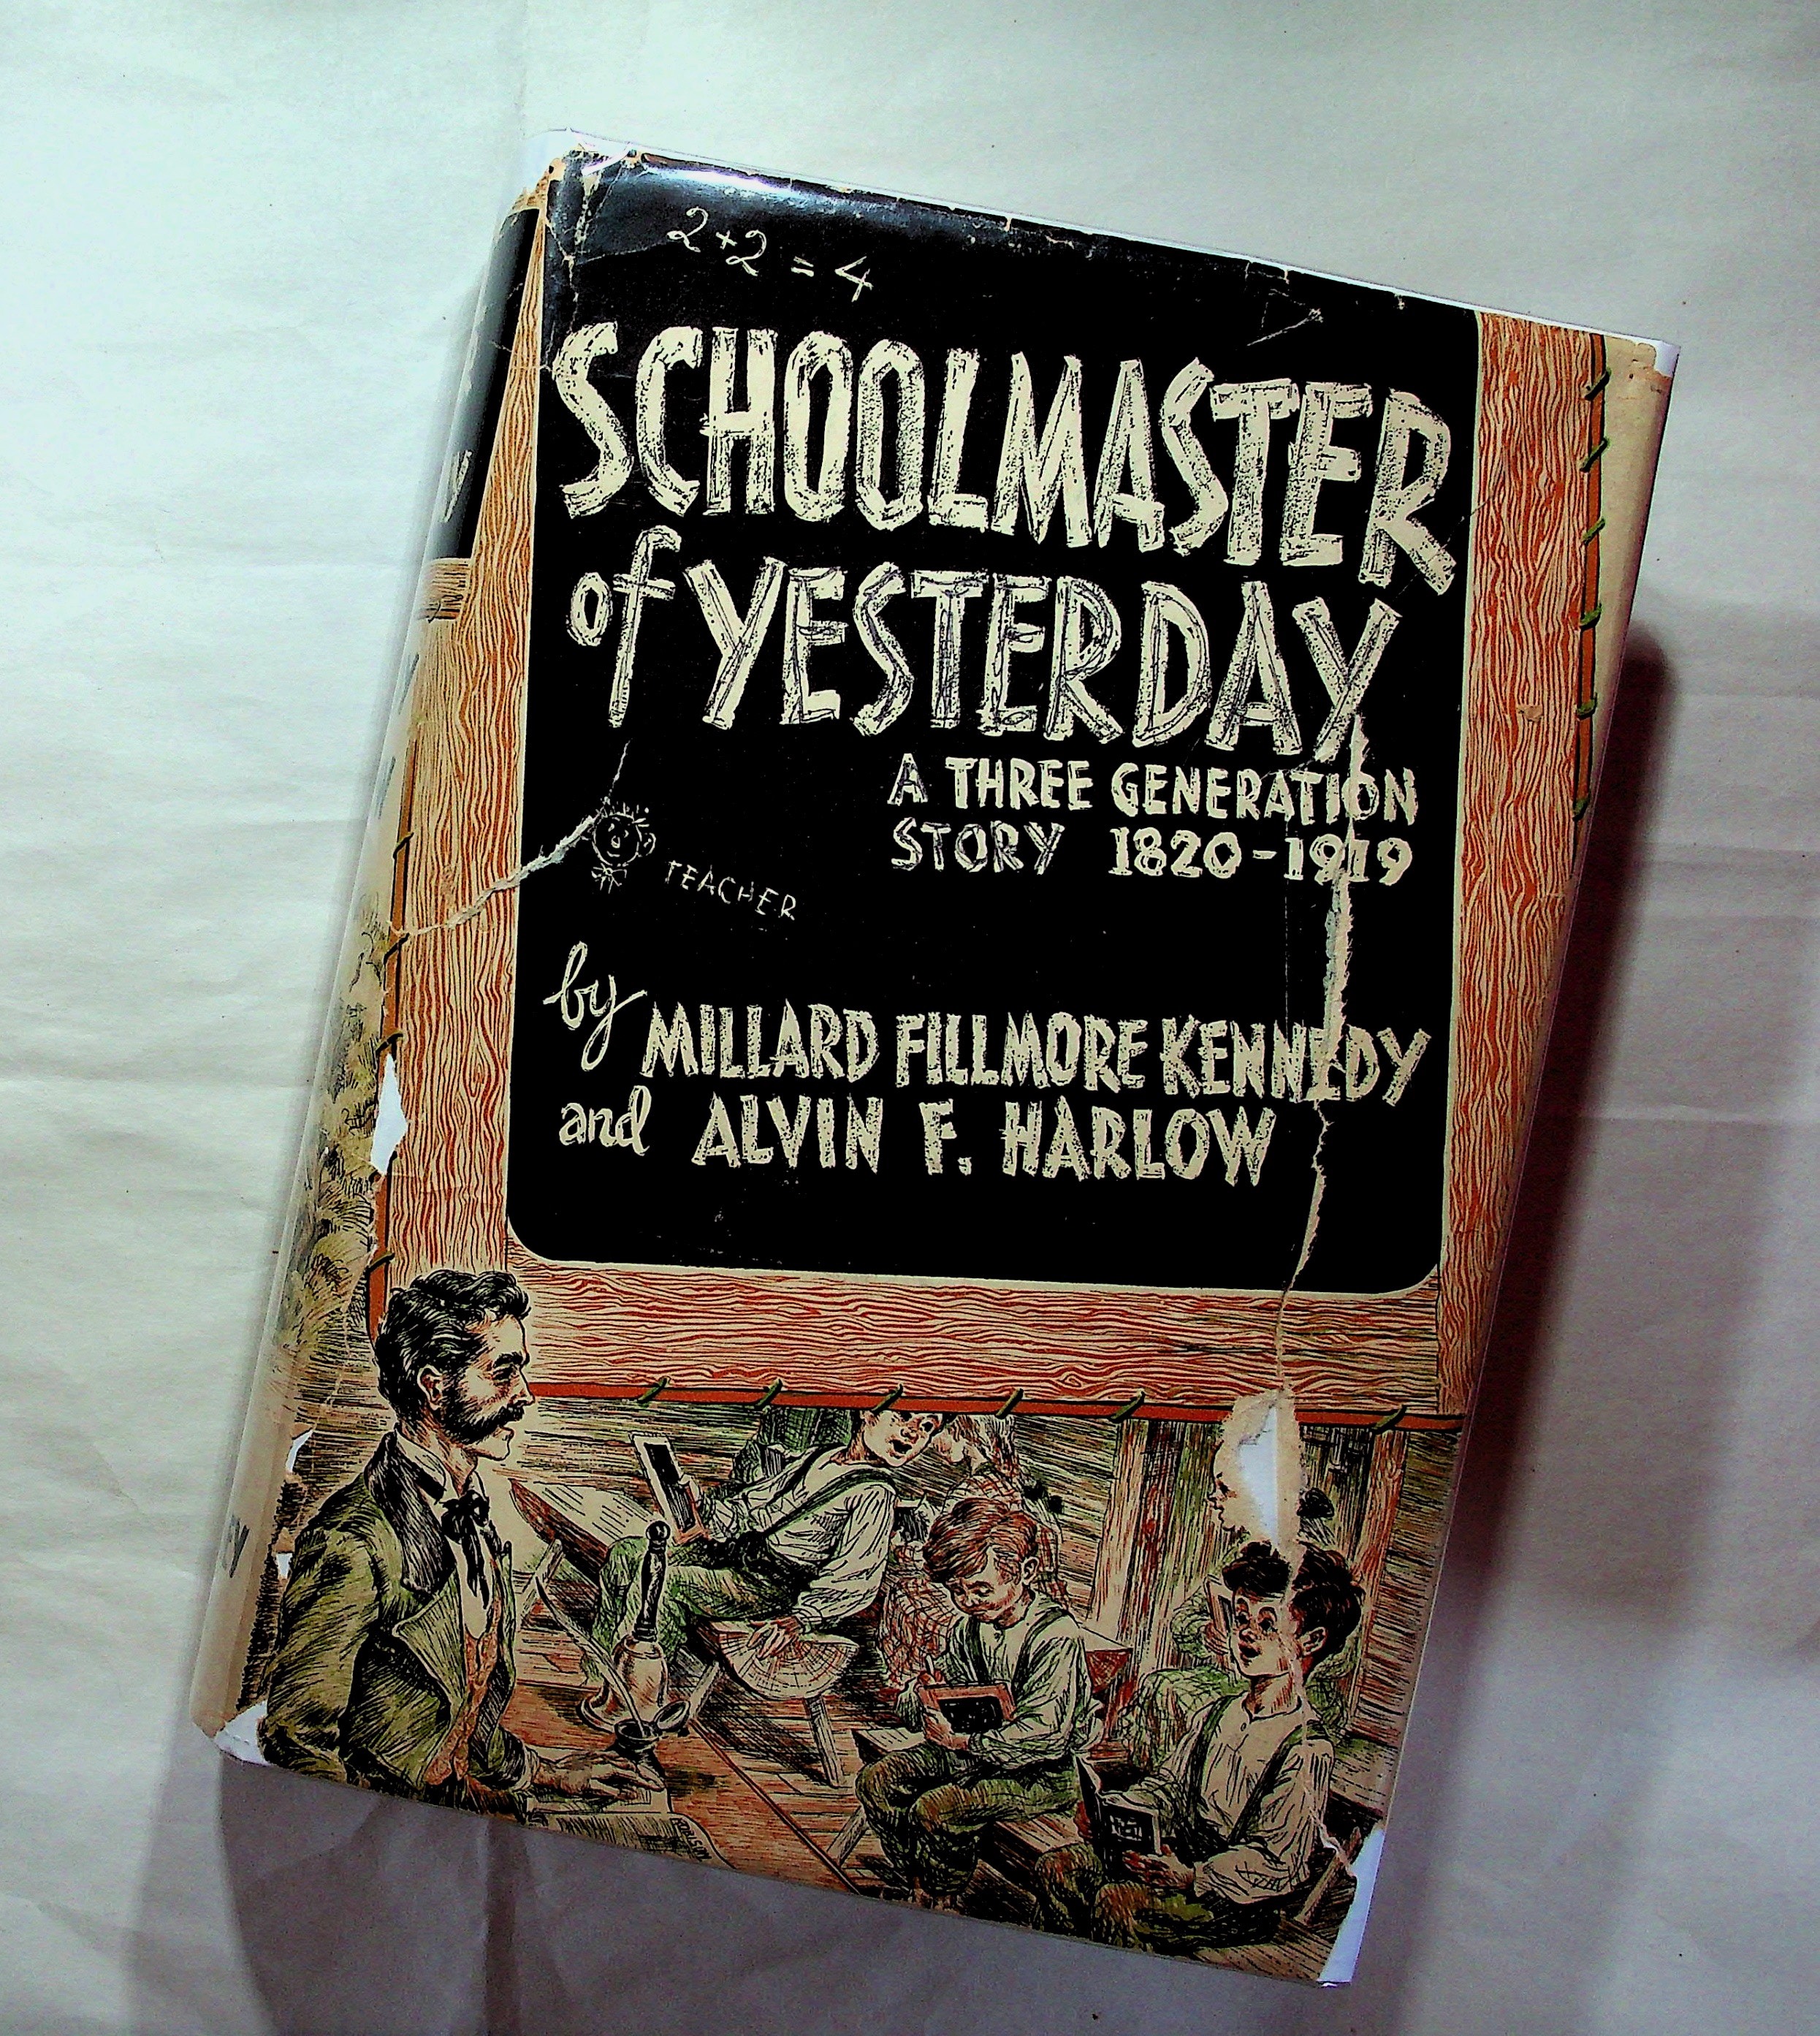 2+2=4
SCHOOLMASTER
of YESTERDAY
A THREE GENERATION
STORY 1820-1919
TEACHER
by MILLARD FILLMORE KENNEDY
and ALVIN F. HARLOW